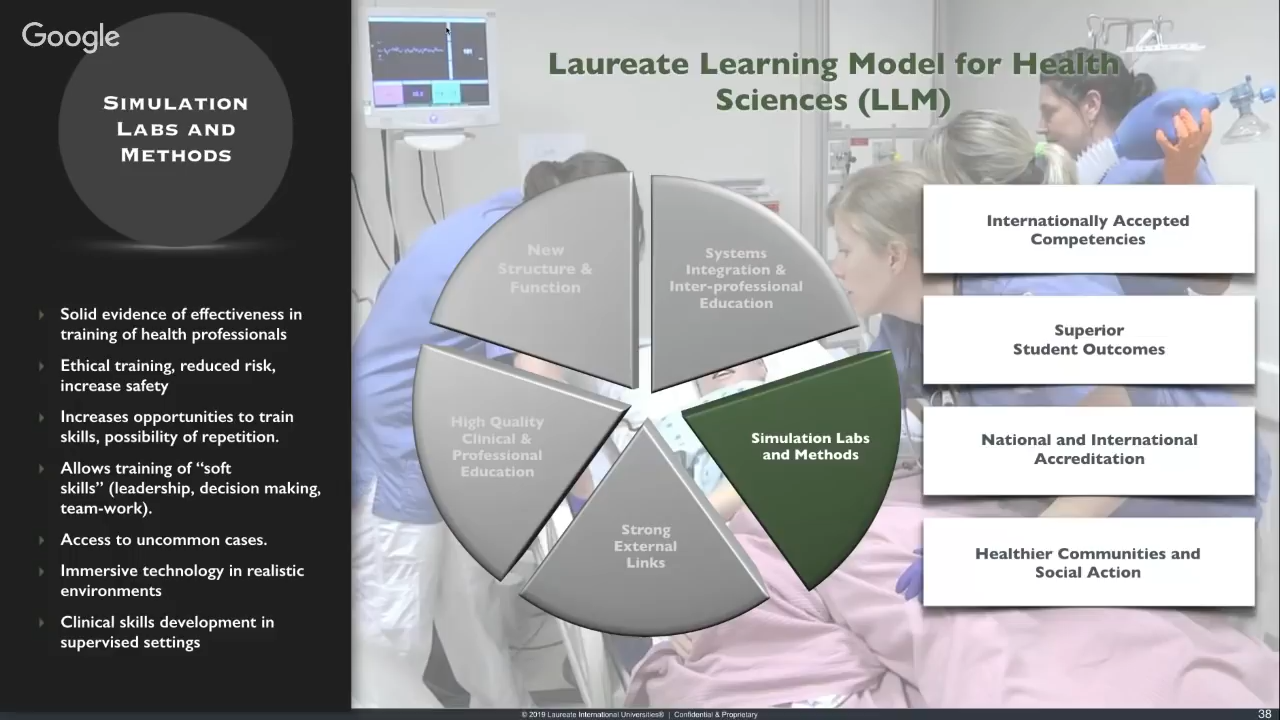 Google
SIMULATION
LABS AND
METHODS
Solid evidence of effectiveness in
training of health professionals
Ethical training, reduced risk,
increase safety
Increases opportunities to train
skills, possibility of repetition.
Allows training of “soft
skills” (leadership, decision making,
team-work).
Access to uncommon cases.
Immersive technology in realistic
environments
Clinical skills development in
supervised settings
Laureate Learning Model for Health
Sciences (LLM)
New
Structure &
Function
Systems
Integration &
Inter-professional
Education
High Quality
Clinical &
Professional
Education
Simulation Labs
and Methods
Strong
External
Links
Internationally Accepted
Competencies
Superior
Student Outcomes
National and International
Accreditation
Healthier Communities and
Social Action
© 2019 Laureate International Universities® | Confidential & Proprietary
38